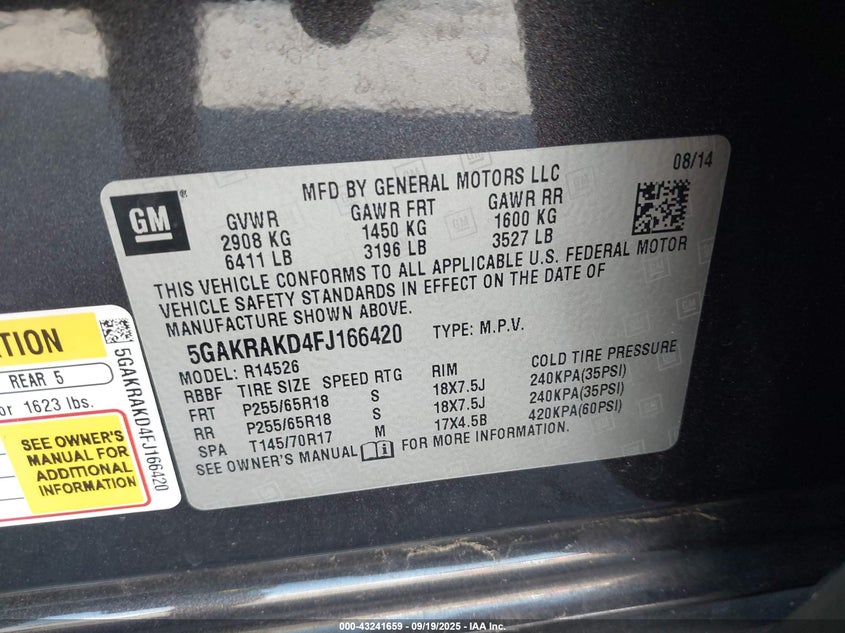 08/14
MFD BY GENERAL MOTORS LLC
GM
GVWR GAWR FRT GAWR RR
2908 KG 1450 KG 1600 KG
6411 LB 3196 LB 3527 LB
THIS VEHICLE CONFORMS TO ALL APPLICABLE U.S. FEDERAL MOTOR
VEHICLE SAFETY STANDARDS IN EFFECT ON THE DATE OF
MANUFACTURE SHOWN ABOVE.
5GAKRAKD4FJ166420 TYPE: M.P.V.
MODEL: R14526
RBBF TIRE SIZE SPEED RTG RIM COLD TIRE PRESSURE
FRT P255/65R18 S 18X7.5J 240KPA(35PSI)
RR P255/65R18 S 18X7.5J 240KPA(35PSI)
SPA T145/70R17 M 17X4.5B 420KPA(60PSI)
SEE OWNER'S MANUAL FOR MORE INFORMATION.
ATION
REAR 5
or 1623 lbs.
SEE OWNER'S
MANUAL FOR
ADDITIONAL
INFORMATION
5GAKRAKD4FJ166420
000-43241659 - 09/19/2025 - IAA Inc.